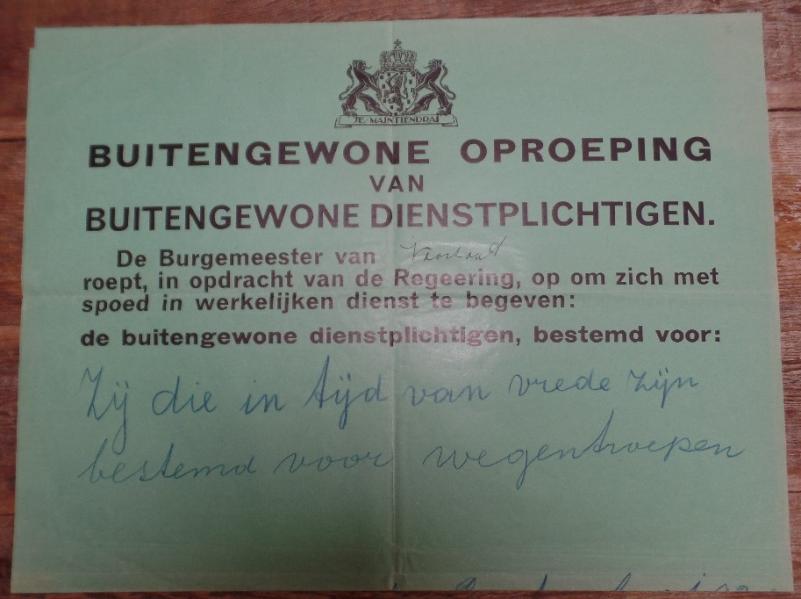 JE MAINTIENDRAI
BUITENGEWONE OPROEPING
VAN
BUITENGEWONE DIENSTPLICHTIGEN.
De Burgemeester van
roept, in opdracht van de Regeering, op om zich met
spoed in werkelijken dienst te begeven:
de buitengewone dienstplichtigen, bestemd voor:
Zij die in tijd van vrede zijn
bestemd voor wegentroepen